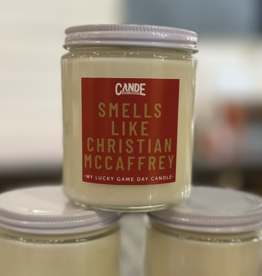 CANDE
SMELLS
LIKE
CHRISTIAN
MCCAFFREY
• MY LUCKY GAME DAY CANDLE •